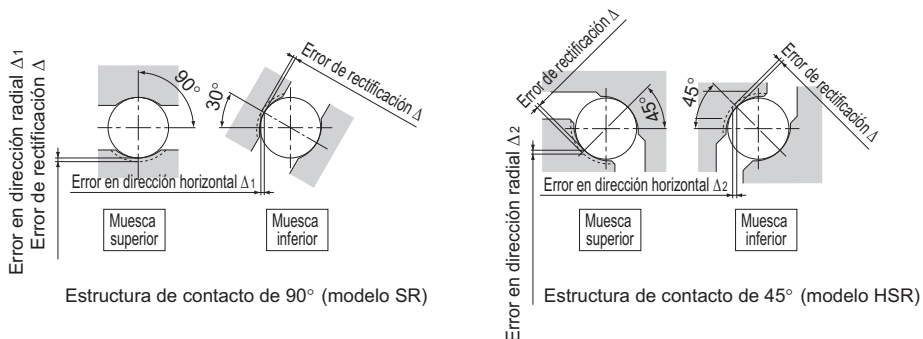 Error en dirección radial Δ1
Error de rectificación Δ
90°
30°
Error de rectificación Δ
Error en dirección horizontal Δ1
Muesca
superior
Muesca
inferior
Estructura de contacto de 90° (modelo SR)
Error de rectificación Δ
Error en dirección radial Δ2
45°
45°
Error de rectificación Δ
Error en dirección horizontal Δ2
Muesca
superior
Muesca
inferior
Estructura de contacto de 45° (modelo HSR)